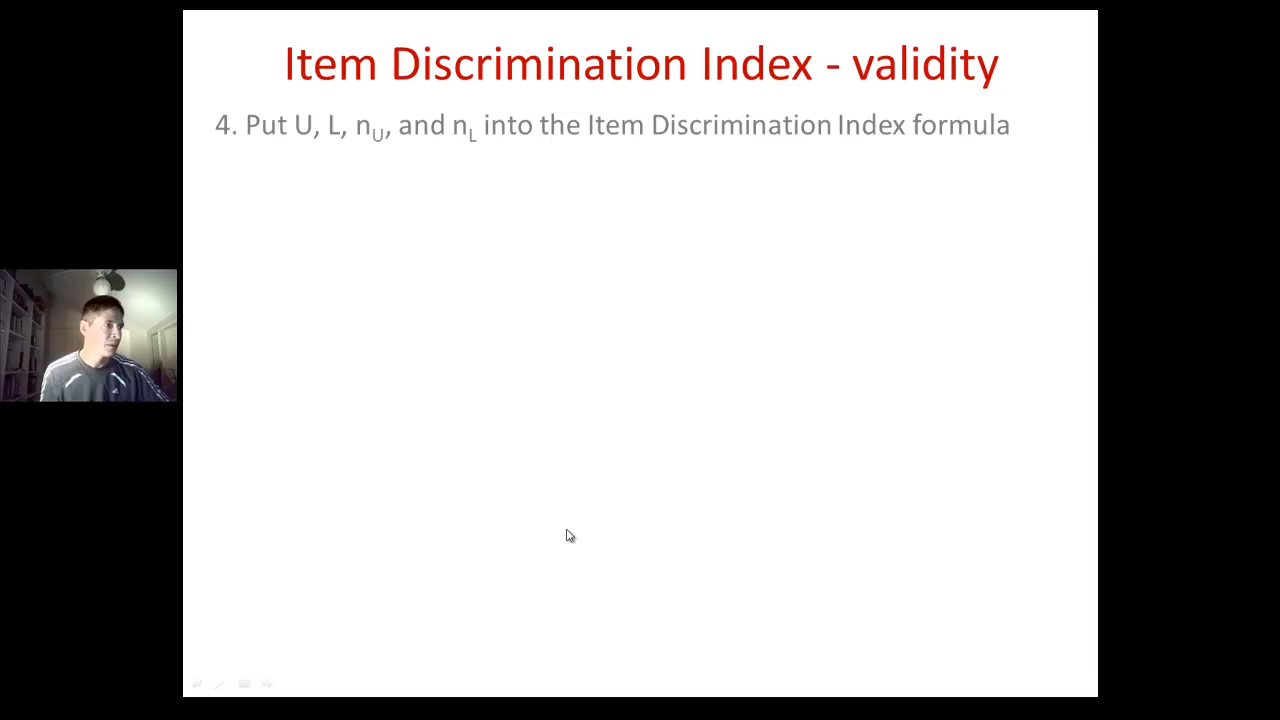 Item Discrimination Index - validity
4. Put U, L, nU, and nL into the Item Discrimination Index formula